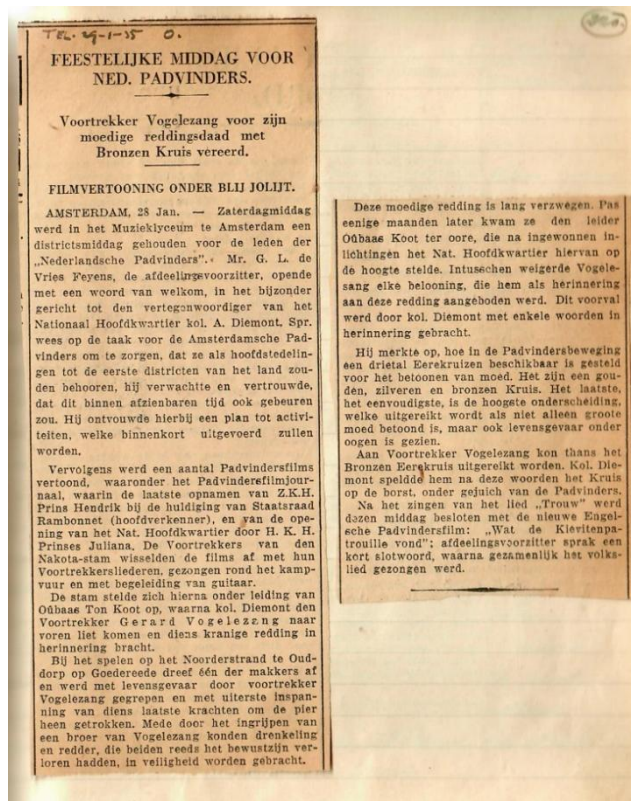 TEL. 29-1-35 O.
FEESTELIJKE MIDDAG VOOR
NED. PADVINDERS.
Voortrekker Vogelezang voor zijn
moedige reddingsdaad met
Bronzen Kruis vereerd.
FILMVERTOONING ONDER BLIJ JOLIJT.
AMSTERDAM, 28 Jan. — Zaterdagmiddag
werd in het Muzieklyceum te Amsterdam een
districtsmiddag gehouden voor de leden der
„Nederlandsche Padvinders". Mr. G. L. de
Vries Feyens, de afdeelingsvoorzitter, opende
met een woord van welkom, in het bijzonder
gericht tot den vertegenwoordiger van het
Nationaal Hoofdkwartier kol. A. Diemont. Spr.
wees op de taak voor de Amsterdamsche Pad-
vinders om te zorgen, dat ze als hoofdstedelin-
gen tot de eerste districten van het land zou-
den behooren, hij verwachtte en vertrouwde,
dat dit binnen afzienbaren tijd ook gebeuren
zou. Hij ontvouwde hierbij een plan tot activi-
teiten, welke binnenkort uitgevoerd zullen
worden.
Vervolgens werd een aantal Padvindersfilms
vertoond, waaronder het Padvindersfilmjour-
naal, waarin de laatste opnamen van Z.K.H.
Prins Hendrik bij de huldiging van Staatsraad
Rambonnet (hoofdverkenner), en van de ope-
ning van het Nat. Hoofdkwartier door H. K. H.
Prinses Juliana. De Voortrekkers van den
Nakota-stam wisselden de films af met hun
Voortrekkersliederen, gezongen rond het kamp-
vuur en met begeleiding van guitaar.
De stam stelde zich hierna onder leiding van
Oûbaas Ton Koot op, waarna kol. Diemont den
Voortrekker Gerard Vogelezang naar
voren liet komen en diens kranige redding in
herinnering bracht.
Bij het spelen op het Noorderstrand te Oud-
dorp op Goedereede dreef één der makkers af
en werd met levensgevaar door voortrekker
Vogelezang gegrepen en met uiterste inspan-
ning van diens laatste krachten om de pier
heen getrokken. Mede door het ingrijpen van
een broer van Vogelezang konden drenkeling
en redder, die beiden reeds het bewustzijn ver-
loren hadden, in veiligheid worden gebracht.
Deze moedige redding is lang verzwegen. Pas
eenige maanden later kwam ze den leider
Oûbaas Koot ter oore, die na ingewonnen in-
lichtingen het Nat. Hoofdkwartier hiervan op
de hoogte stelde. Intusschen weigerde Vogele-
sang elke belooning, die hem als herinnering
aan deze redding aangeboden werd. Dit voorval
werd door kol. Diemont met enkele woorden in
herinnering gebracht.
Hij merkte op, hoe in de Padvindersbeweging
een drietal Eerekruizen beschikbaar is gesteld
voor het betoonen van moed. Het zijn een gou-
den, zilveren en bronzen Kruis. Het laatste,
het eenvoudigste, is de hoogste onderscheiding,
welke uitgereikt wordt als niet alleen groote
moed betoond is, maar ook levensgevaar onder
oogen is gezien.
Aan Voortrekker Vogelezang kon thans het
Bronzen Eerekruis uitgereikt worden. Kol. Die-
mont speldde hem na deze woorden het Kruis
op de borst, onder gejuich van de Padvinders.
Na het zingen van het lied „Trouw" werd
dezen middag besloten met de nieuwe Engel-
sche Padvindersfilm: „Wat de Kievitenpa-
trouille vond"; afdeelingsvoorzitter sprak een
kort slotwoord, waarna gezamenlijk het volks-
lied gezongen werd.